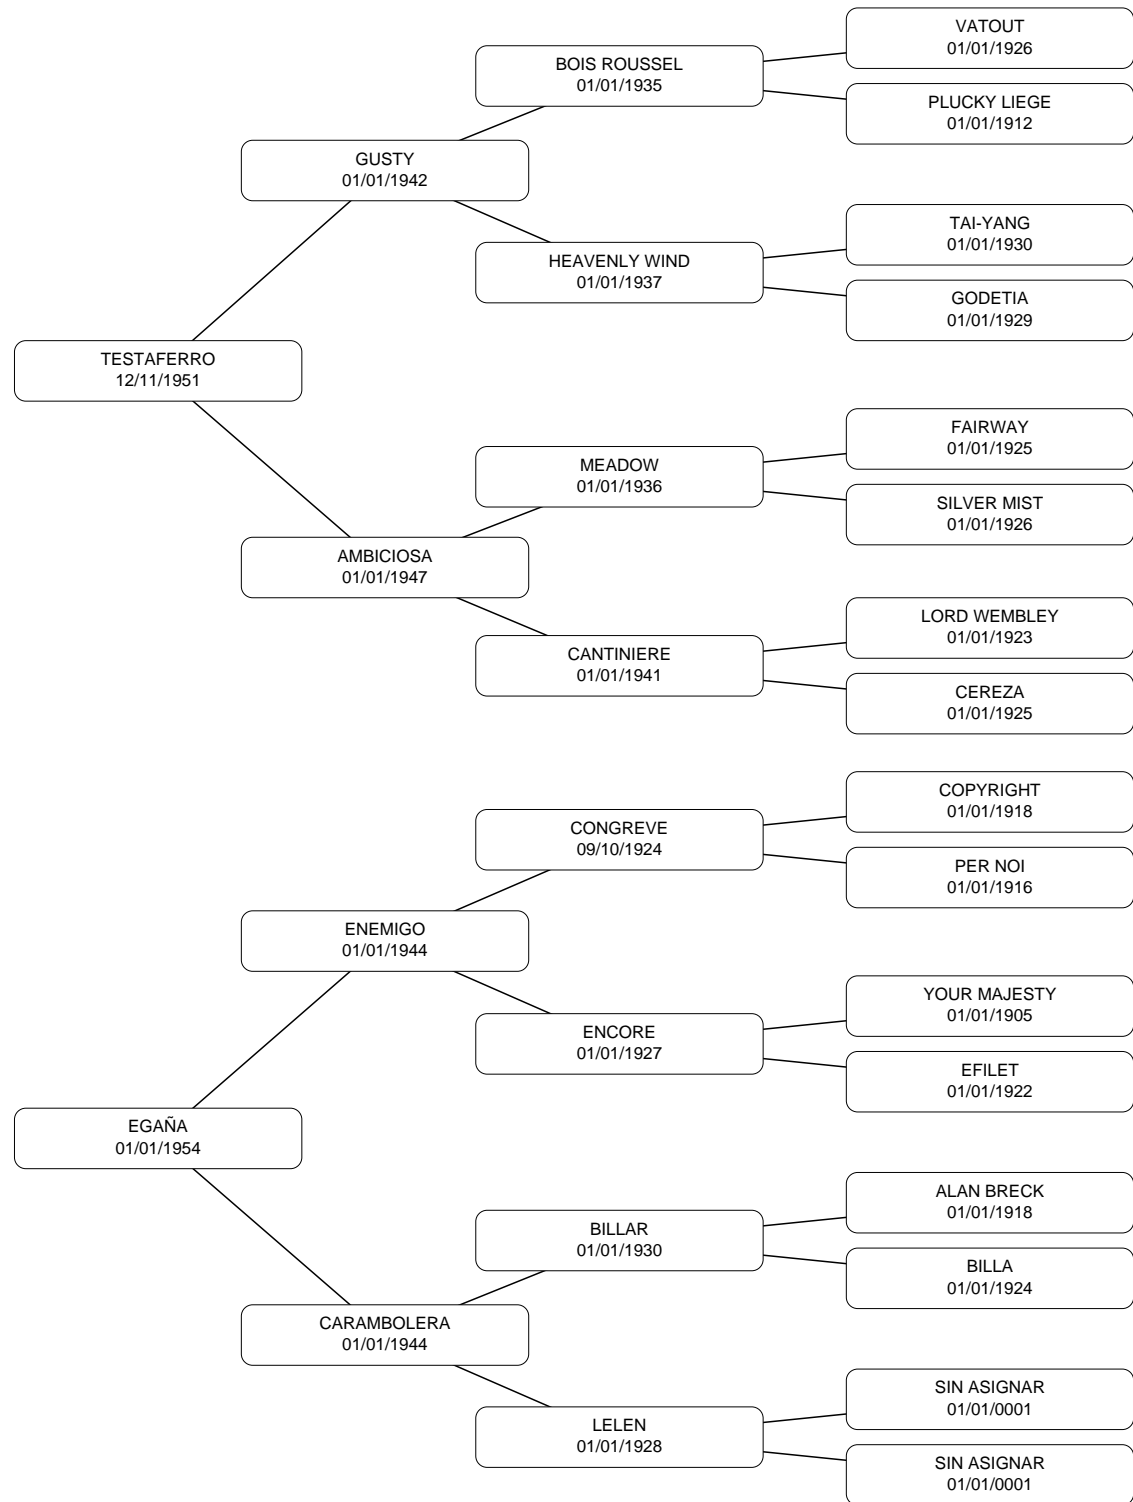 VATOUT
01/01/1926
BOIS ROUSSEL
01/01/1935
PLUCKY LIEGE
01/01/1912
GUSTY
01/01/1942
TAI-YANG
01/01/1930
HEAVENLY WIND
01/01/1937
GODETIA
01/01/1929
TESTAFERRO
12/11/1951
FAIRWAY
01/01/1925
MEADOW
01/01/1936
SILVER MIST
01/01/1926
AMBICIOSA
01/01/1947
LORD WEMBLEY
01/01/1923
CANTINIERE
01/01/1941
CEREZA
01/01/1925
COPYRIGHT
01/01/1918
CONGREVE
09/10/1924
PER NOI
01/01/1916
ENEMIGO
01/01/1944
YOUR MAJESTY
01/01/1905
ENCORE
01/01/1927
EFILET
01/01/1922
EGAÑA
01/01/1954
ALAN BRECK
01/01/1918
BILLAR
01/01/1930
BILLA
01/01/1924
CARAMBOLERA
01/01/1944
SIN ASIGNAR
01/01/0001
LELEN
01/01/1928
SIN ASIGNAR
01/01/0001